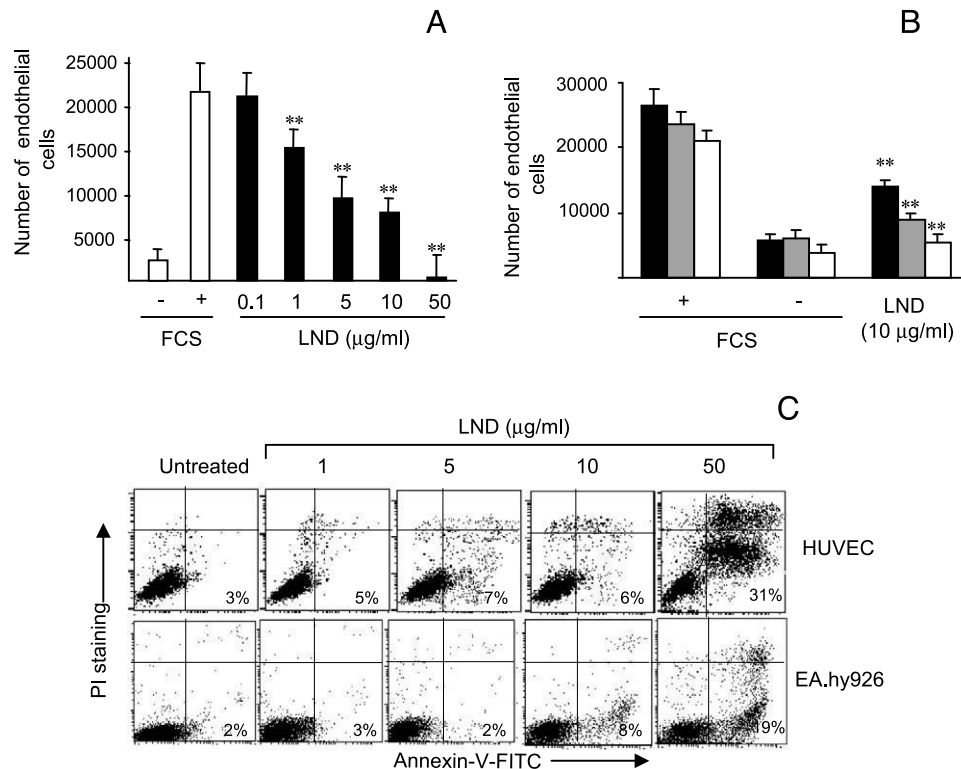 A
Number of endothelial
cells
25000
20000
15000
10000
5000
**
**
**
**
- + 0.1 1 5 10 50
FCS LND (μg/ml)
B
Number of endothelial
cells
30000
20000
10000
**
**
**
+ - LND
(10 μg/ml)
FCS
C
LND (μg/ml)
Untreated 1 5 10 50
3% 5% 7% 6% 31%
HUVEC
2% 3% 2% 8% 19%
EA.hy926
PI staining
Annexin-V-FITC